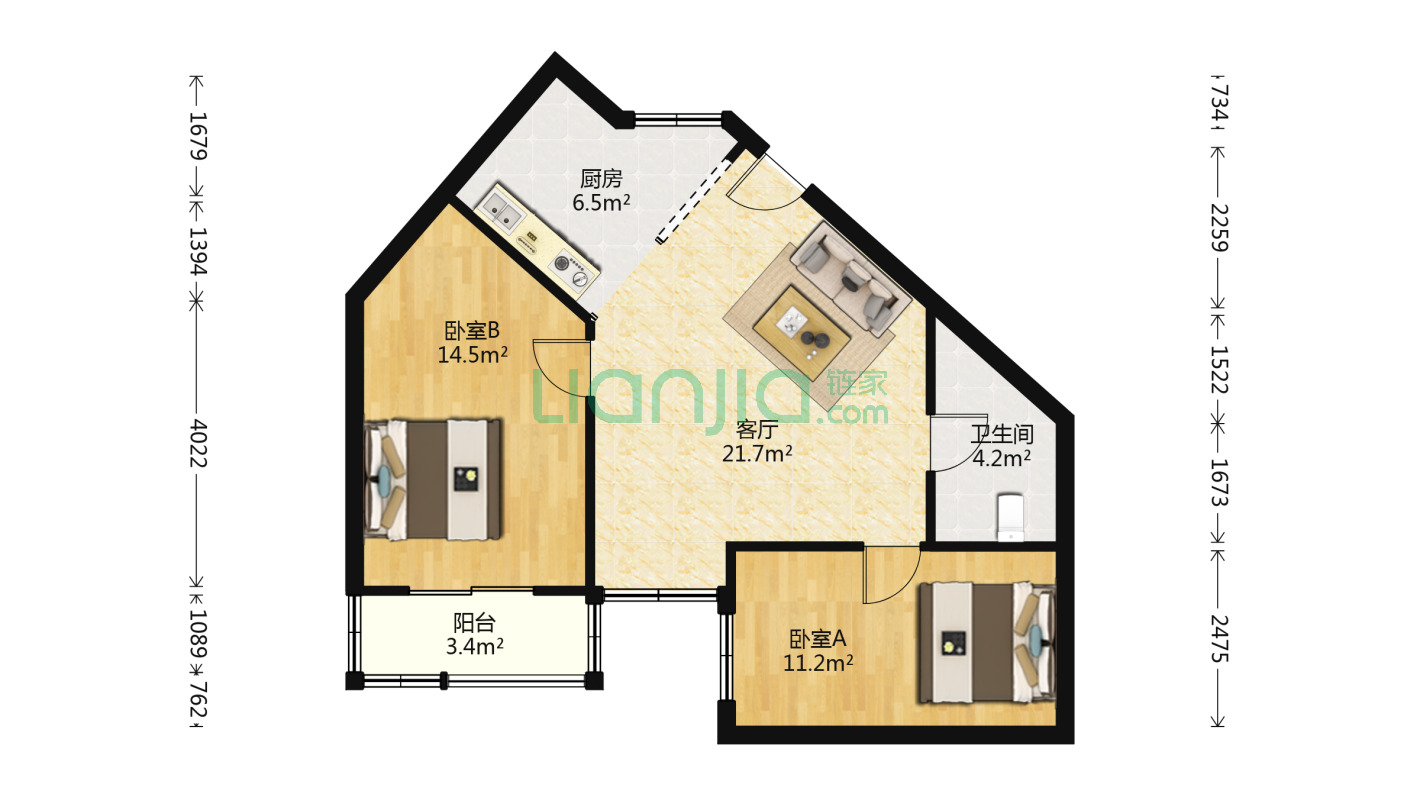 厨房
6.5m²
卧室B
14.5m²
客厅
21.7m²
卫生间
4.2m²
阳台
3.4m²
卧室A
11.2m²
Lianjia
链家
.com
1679
1394
4022
1089
762
734
2259
1522
1673
2475